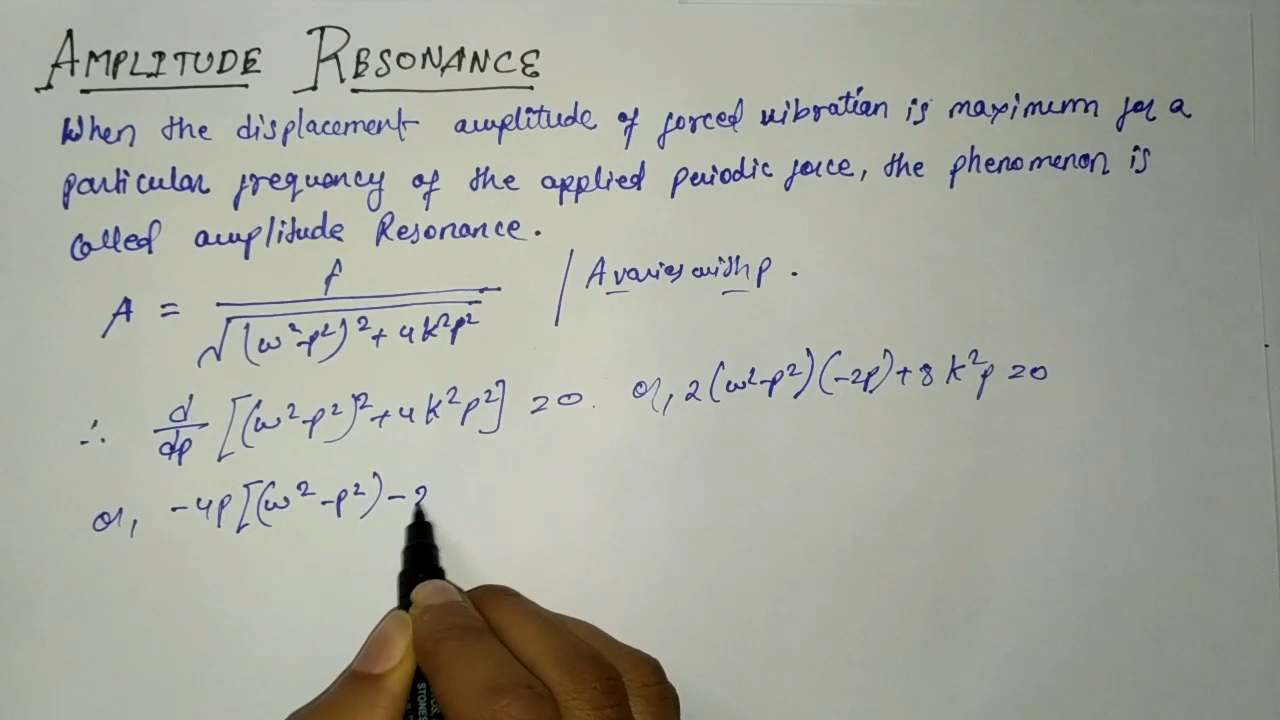 AMPLITUDE RESONANCE
When the displacement amplitude of forced vibration is maximum for a
particular frequency of the applied periodic force, the phenomenon is
called amplitude Resonance.
A = f / √((ω²-p²)²+4k²p²) / A varies with p.
∴ d/dp [(ω²-p²)²+4k²p²] =0. or, 2(ω²-p²)(-2p)+8k²p=0
or, -4p[(ω²-p²)-2
STONES